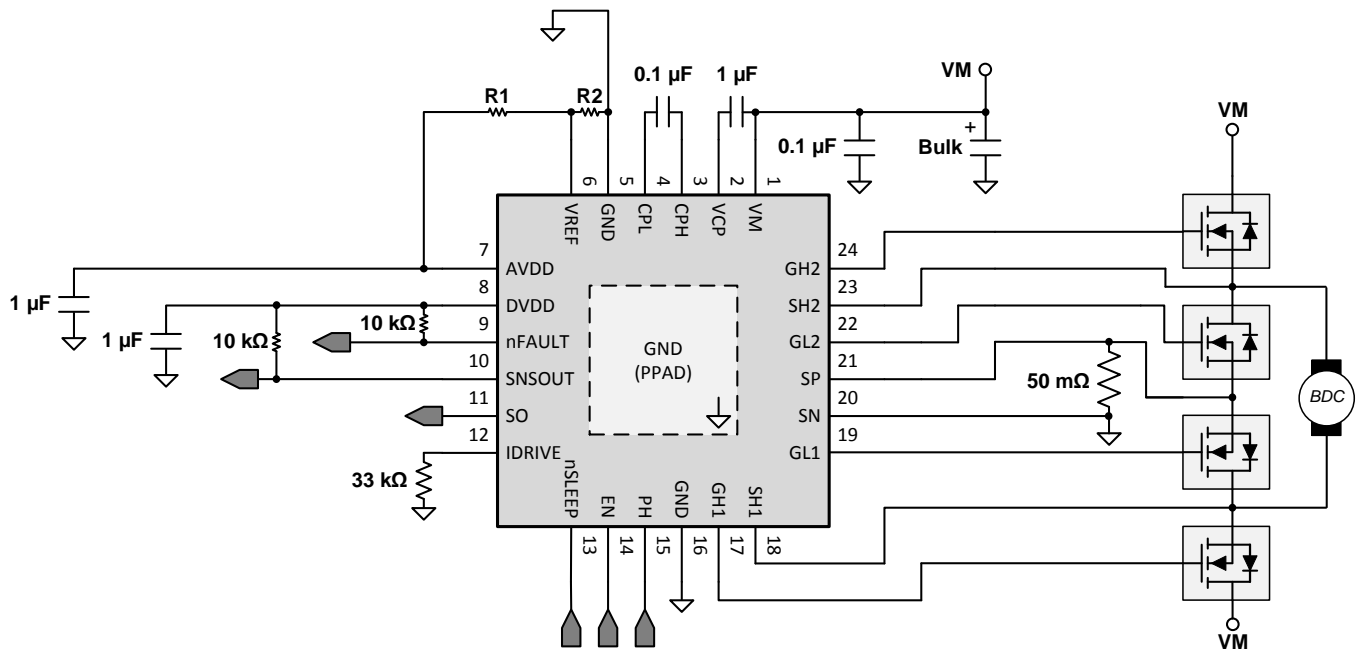 0.1 µF
1 µF
VM
R1
R2
VM
0.1 µF
Bulk
+
6
5
4
3
2
1
VREF
GND
CPL
CPH
VCP
VM
7
AVDD
24
GH2
1 µF
8
DVDD
23
SH2
1 µF
10 kΩ
10 kΩ
9
nFAULT
22
GL2
GND
(PPAD)
10
SNSOUT
21
SP
50 mΩ
BDC
11
SO
20
SN
12
IDRIVE
19
GL1
33 kΩ
nSLEEP
EN
PH
GND
GH1
SH1
13
14
15
16
17
18
VM